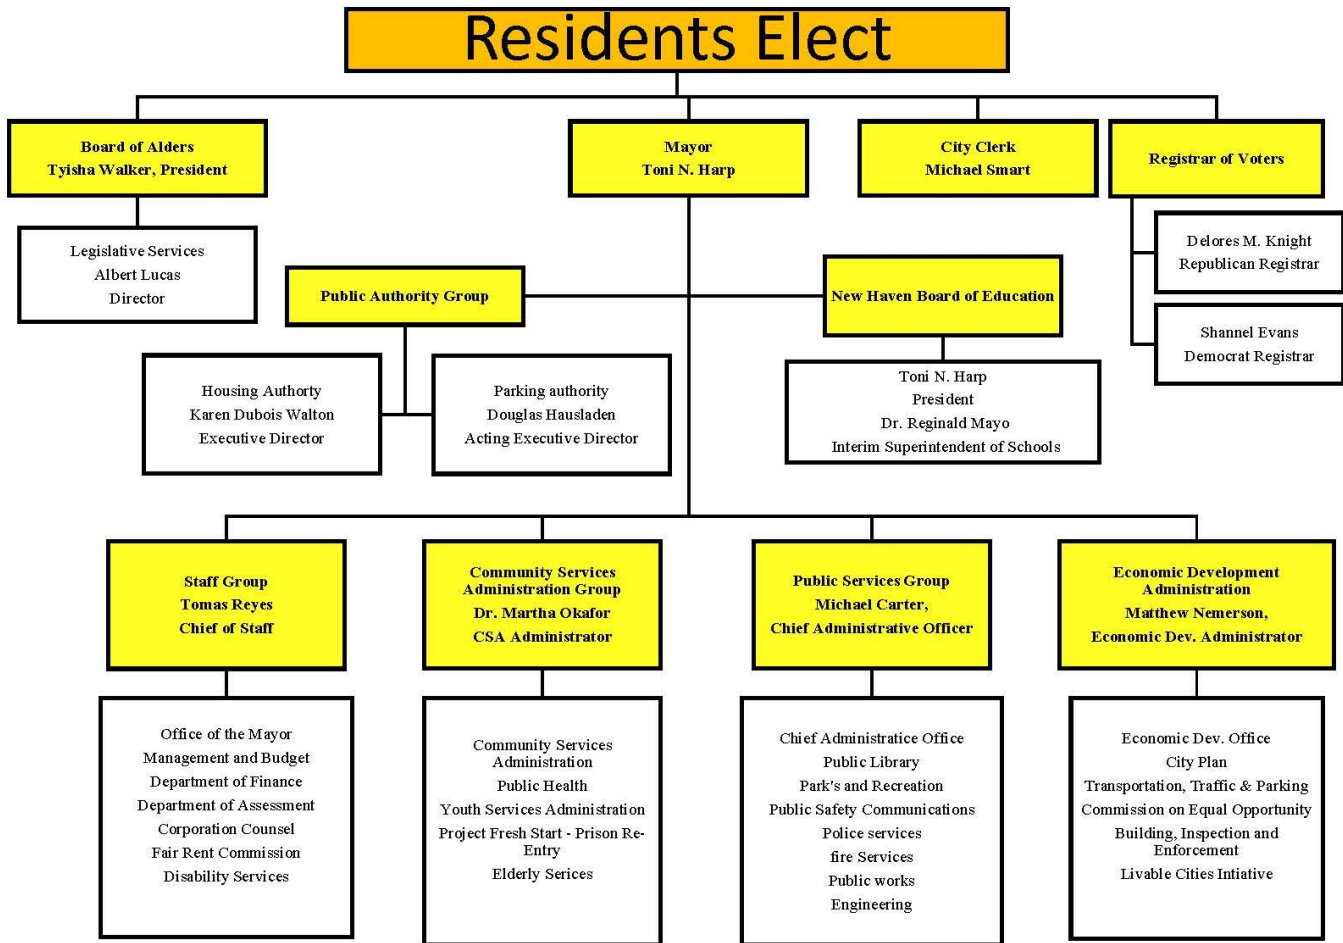 Residents Elect
Board of Alders
Tyisha Walker, President
Mayor
Toni N. Harp
City Clerk
Michael Smart
Registrar of Voters
Legislative Services
Albert Lucas
Director
Delores M. Knight
Republican Registrar
Shannel Evans
Democrat Registrar
Public Authority Group
New Haven Board of Education
Housing Authorty
Karen Dubois Walton
Executive Director
Parking authority
Douglas Hausladen
Acting Executive Director
Toni N. Harp
President
Dr. Reginald Mayo
Interim Superintendent of Schools
Staff Group
Tomas Reyes
Chief of Staff
Community Services
Administration Group
Dr. Martha Okafor
CSA Administrator
Public Services Group
Michael Carter,
Chief Administrative Officer
Economic Development
Administration
Matthew Nemerson,
Economic Dev. Administrator
Office of the Mayor
Management and Budget
Department of Finance
Department of Assessment
Corporation Counsel
Fair Rent Commission
Disability Services
Community Services
Administration
Public Health
Youth Services Administration
Project Fresh Start - Prison Re-
Entry
Elderly Serices
Chief Administratice Office
Public Library
Park's and Recreation
Public Safety Communications
Police services
fire Services
Public works
Engineering
Economic Dev. Office
City Plan
Transportation, Traffic & Parking
Commission on Equal Opportunity
Building, Inspection and
Enforcement
Livable Cities Intiative